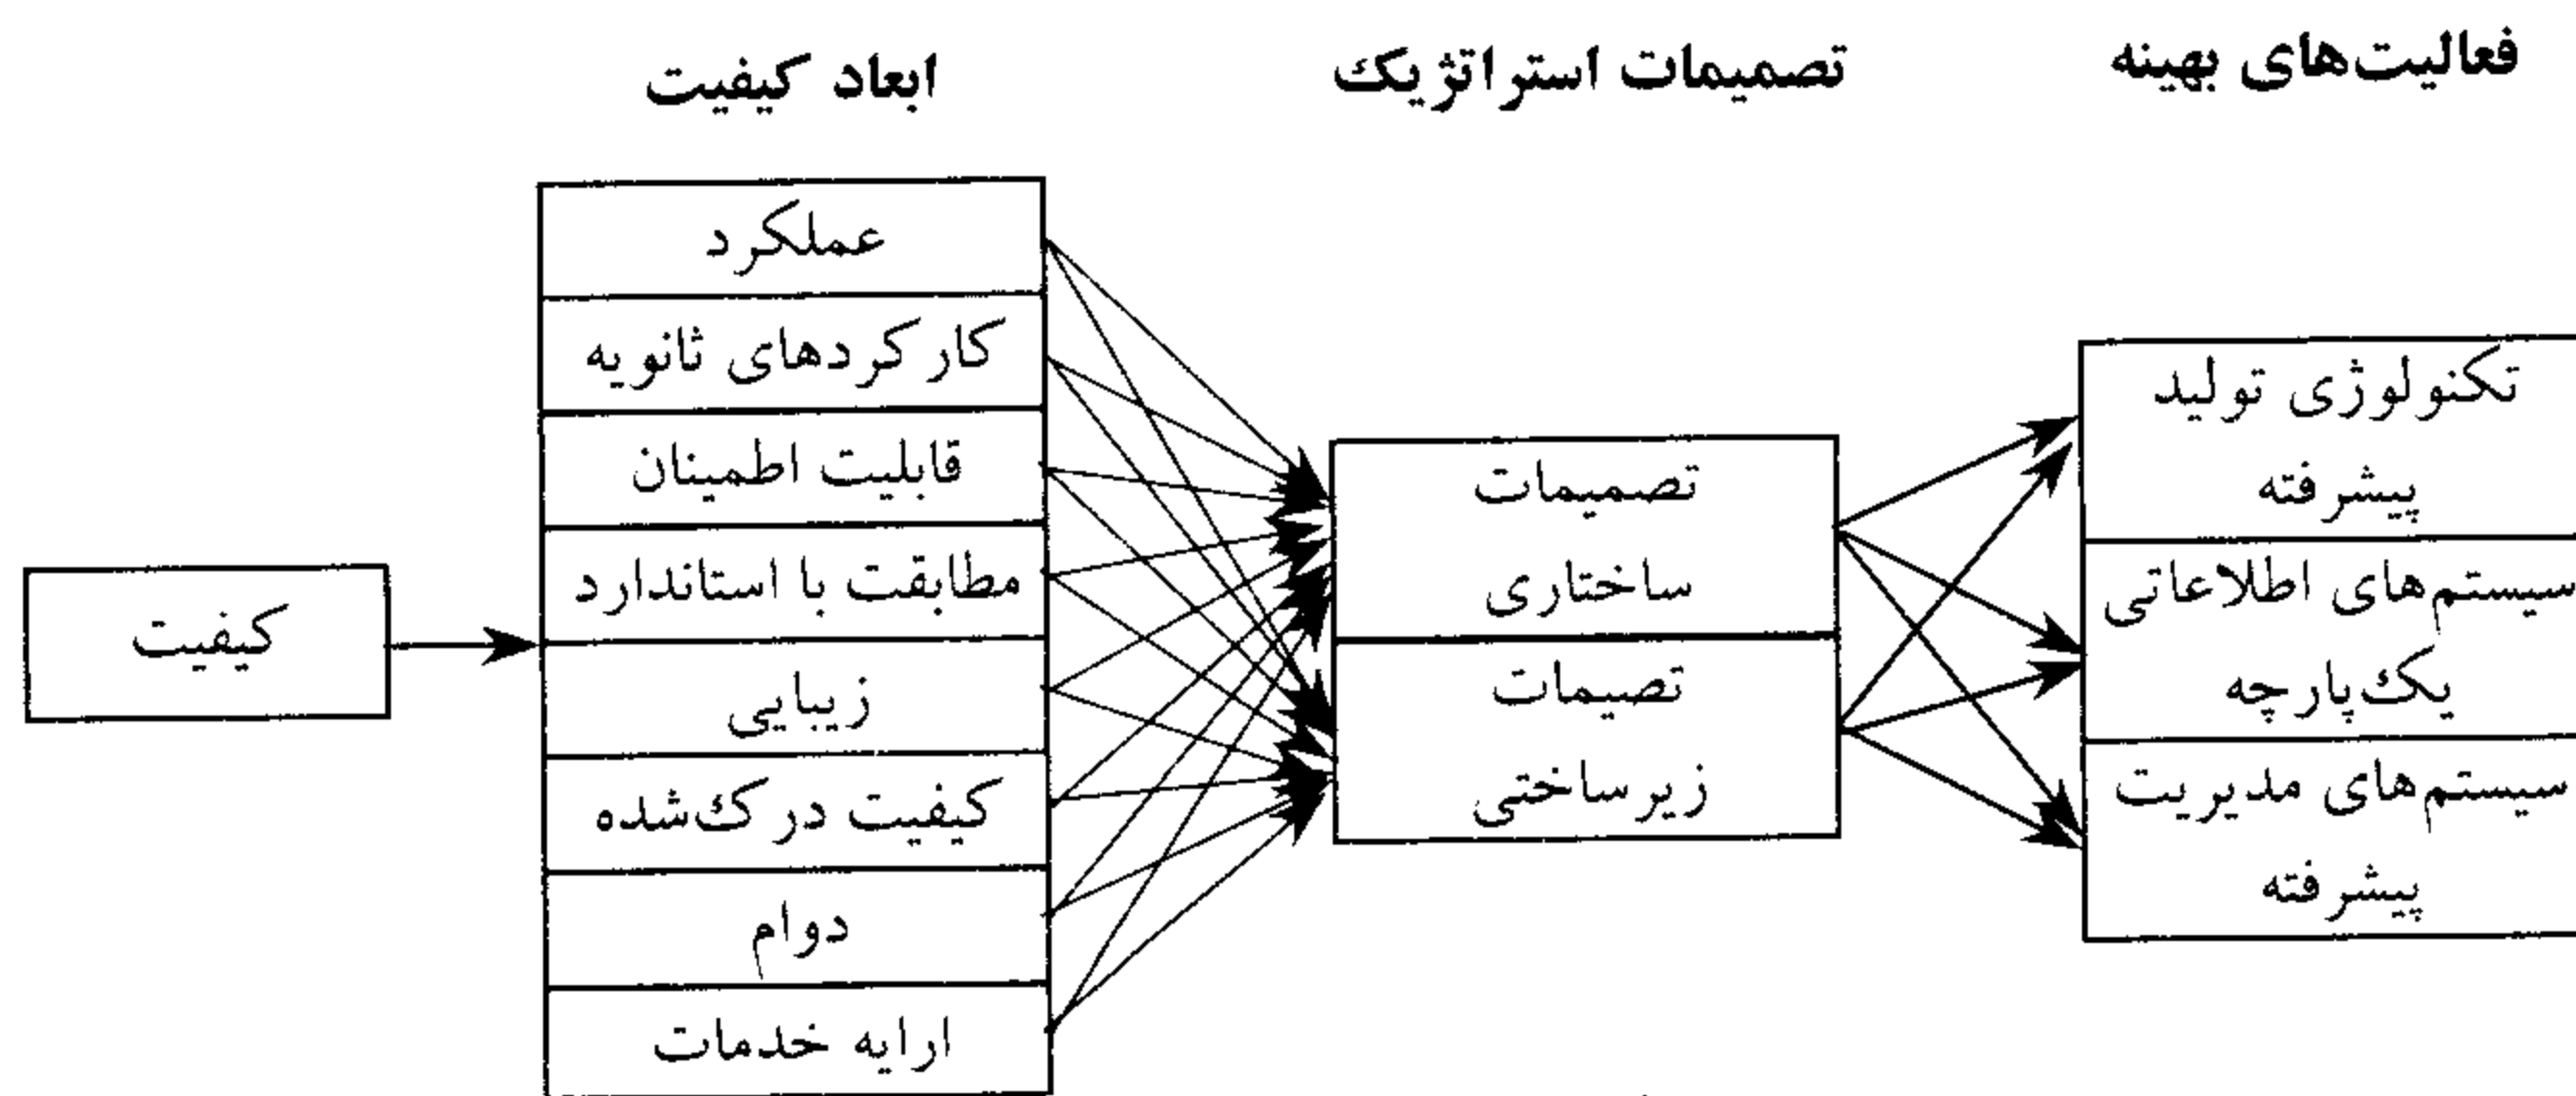 ابعاد کیفیت
تصمیمات استراتژیک
فعالیت‌های بهینه
کیفیت
عملکرد
کارکردهای ثانویه
قابلیت اطمینان
مطابقت با استاندارد
زیبایی
کیفیت درک‌شده
دوام
ارایه خدمات
تصمیمات
ساختاری
تصیمات
زیرساختی
تکنولوژی تولید
پیشرفته
سیستم‌های اطلاعاتی
یک‌پارچه
سیستم‌های مدیریت
پیشرفته